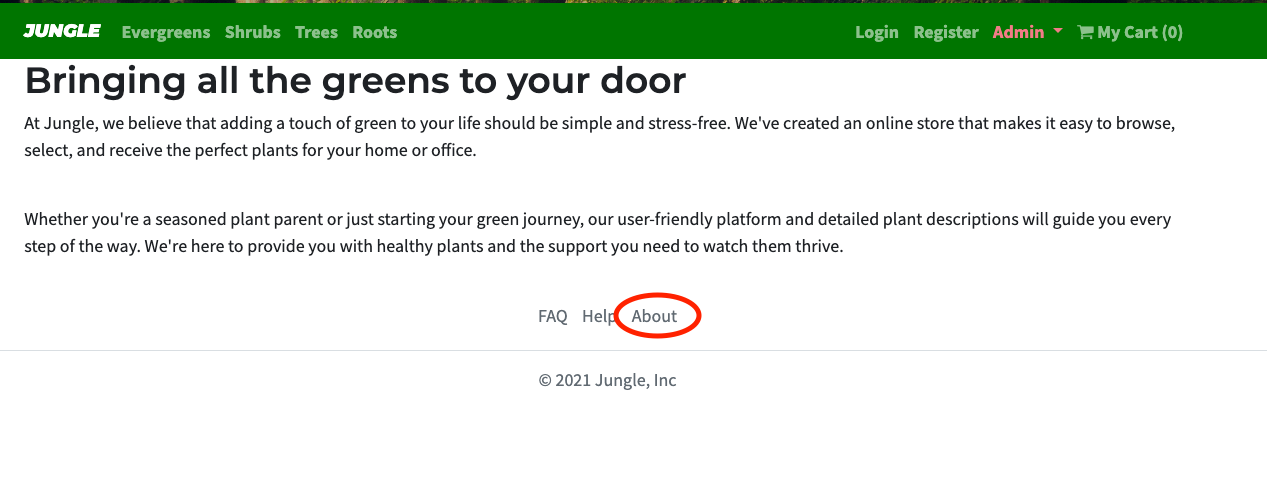 JUNGLE Evergreens Shrubs Trees Roots Login Register Admin My Cart (0)
Bringing all the greens to your door
At Jungle, we believe that adding a touch of green to your life should be simple and stress-free. We've created an online store that makes it easy to browse,
select, and receive the perfect plants for your home or office.
Whether you're a seasoned plant parent or just starting your green journey, our user-friendly platform and detailed plant descriptions will guide you every
step of the way. We're here to provide you with healthy plants and the support you need to watch them thrive.
FAQ Help About
© 2021 Jungle, Inc